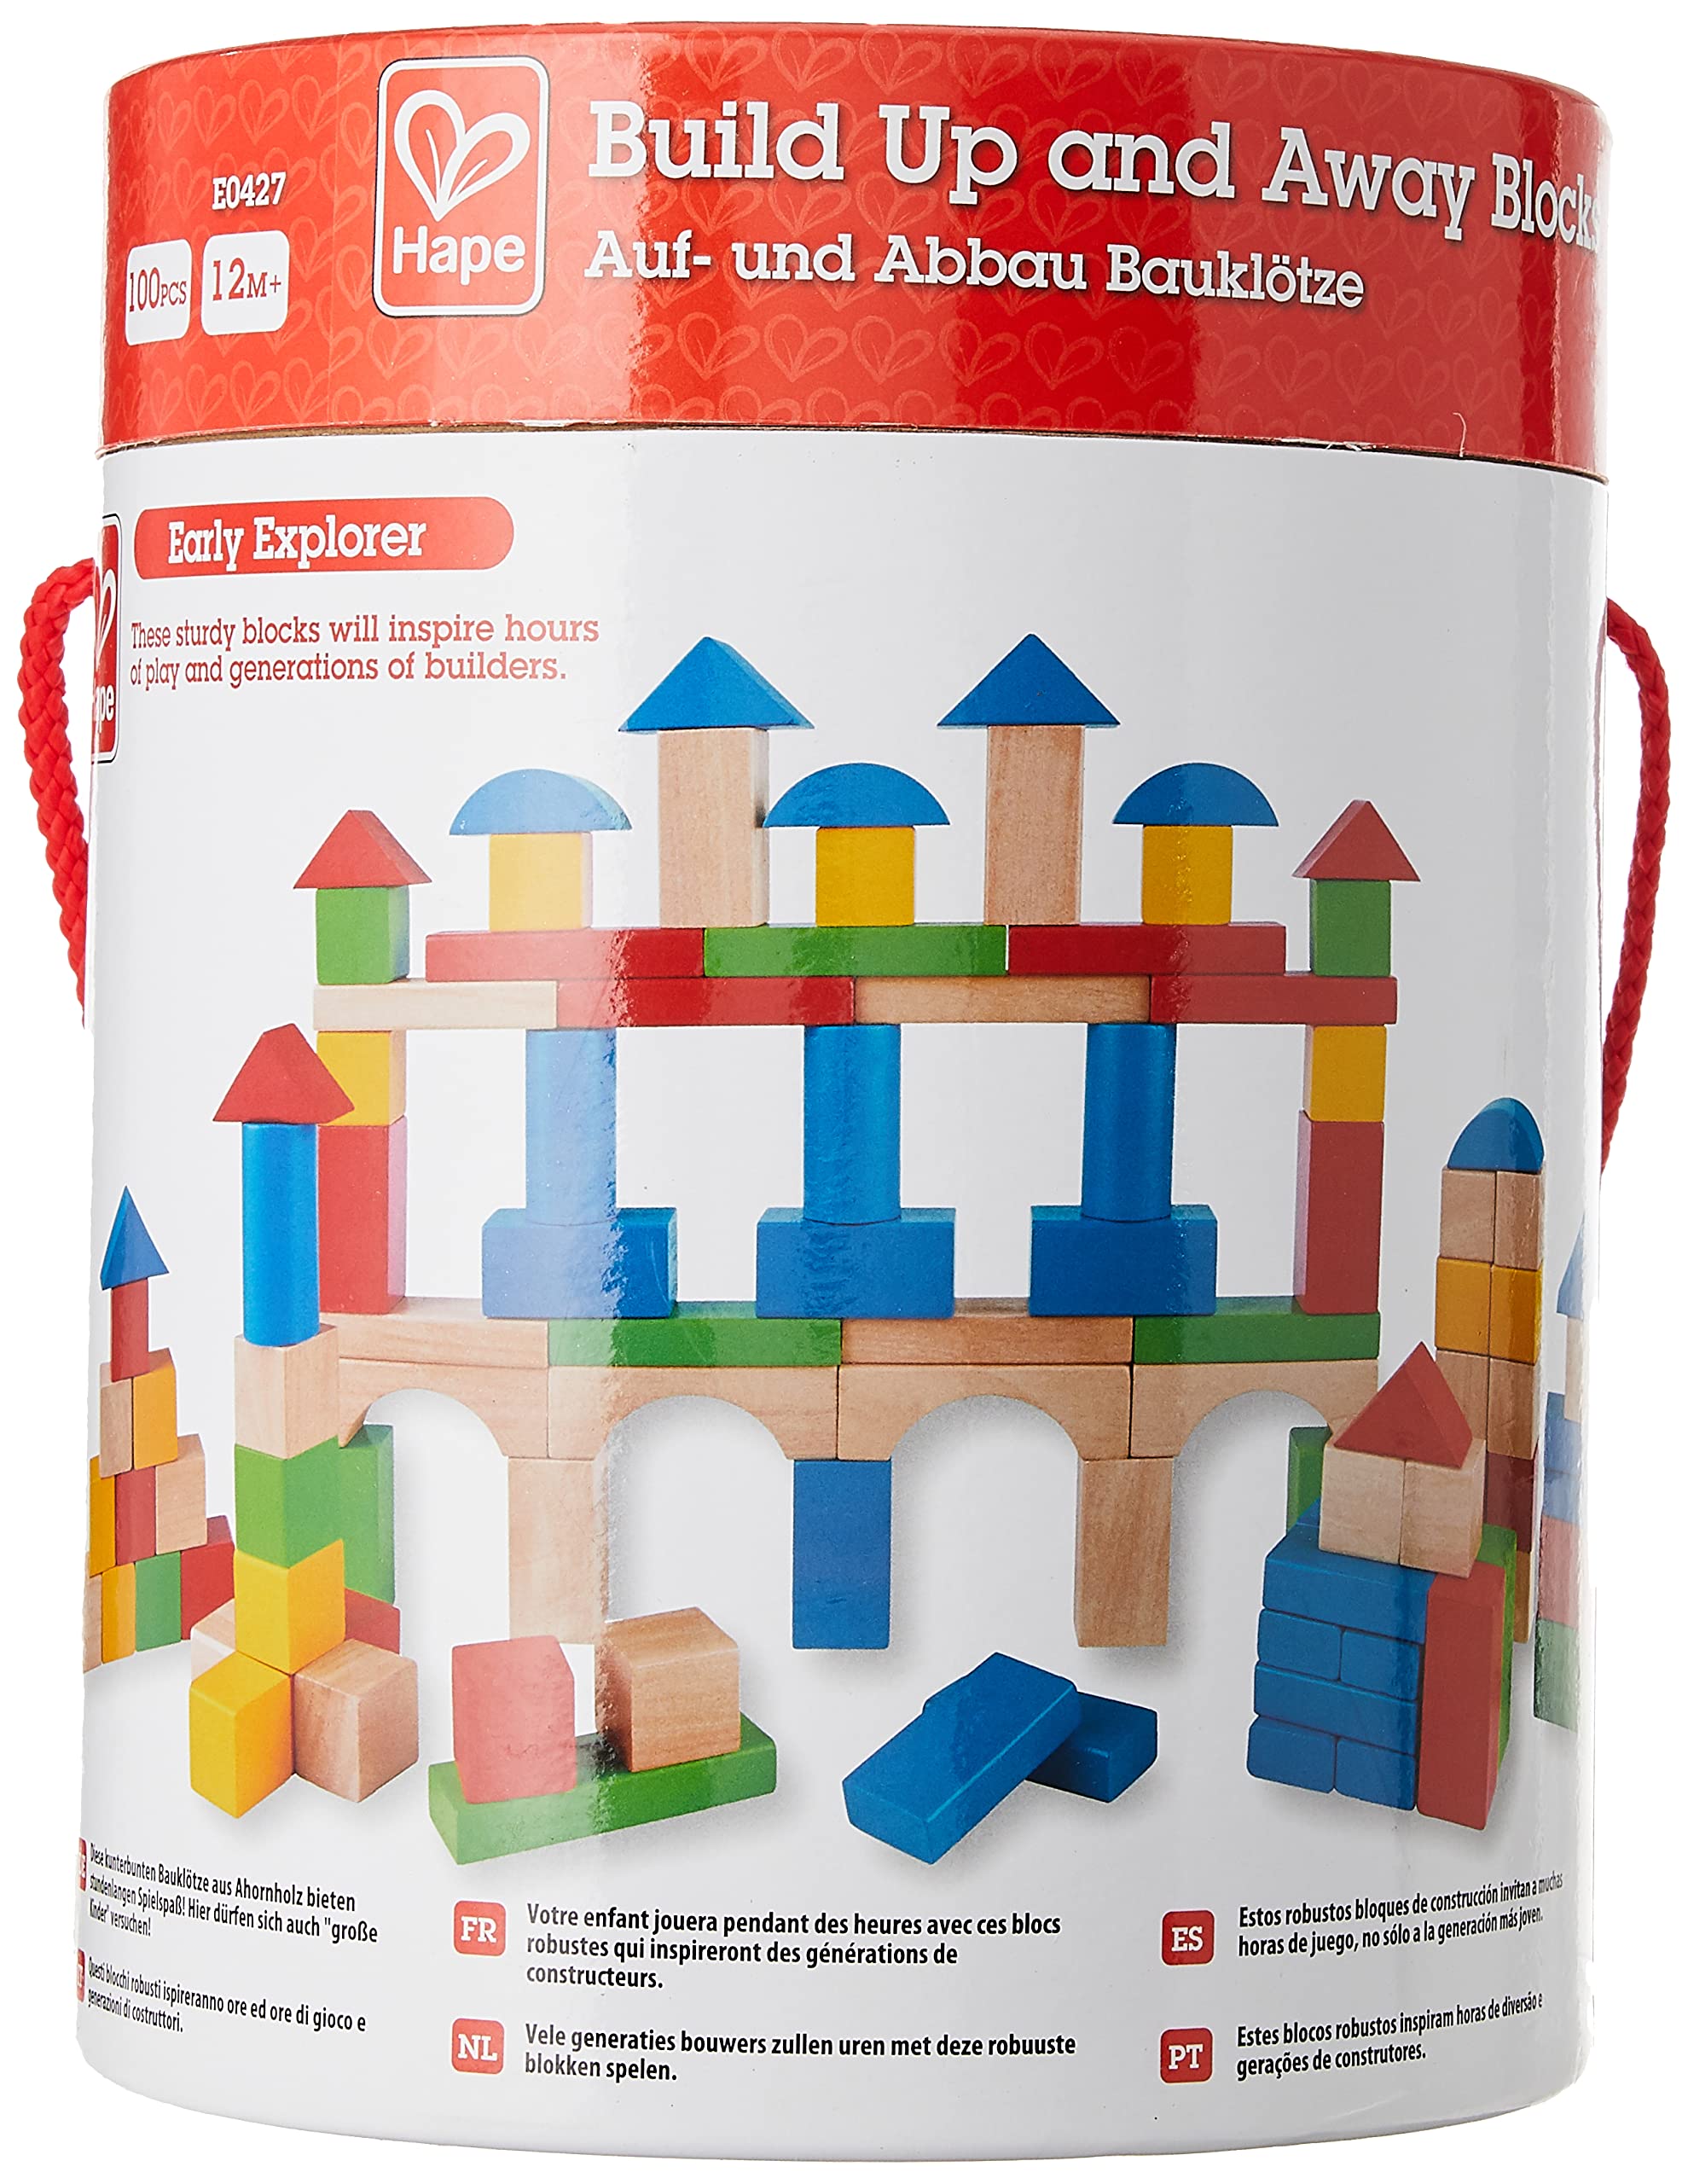 E0427
100PCS
12M+
Hape
Build Up and Away Blocks
Auf- und Abbau Bauklötze
Early Explorer
These sturdy blocks will inspire hours
of play and generations of builders.
Diese kunterbunten Bauklötze aus Ahornholz bieten
stundenlangen Spielspaß! Hier dürfen sich auch "große
Kinder" versuchen!
Questi blocchi robusti ispireranno ore ed ore di gioco e
generazioni di costruttori.
FR
Votre enfant jouera pendant des heures avec ces blocs
robustes qui inspireront des générations de
constructeurs.
NL
Vele generaties bouwers zullen uren met deze robuuste
blokken spelen.
ES
Estos robustos bloques de construcción invitan a muchas
horas de juego, no sólo a la generación más joven.
PT
Estes blocos robustos inspiram horas de diversão e
gerações de construtores.